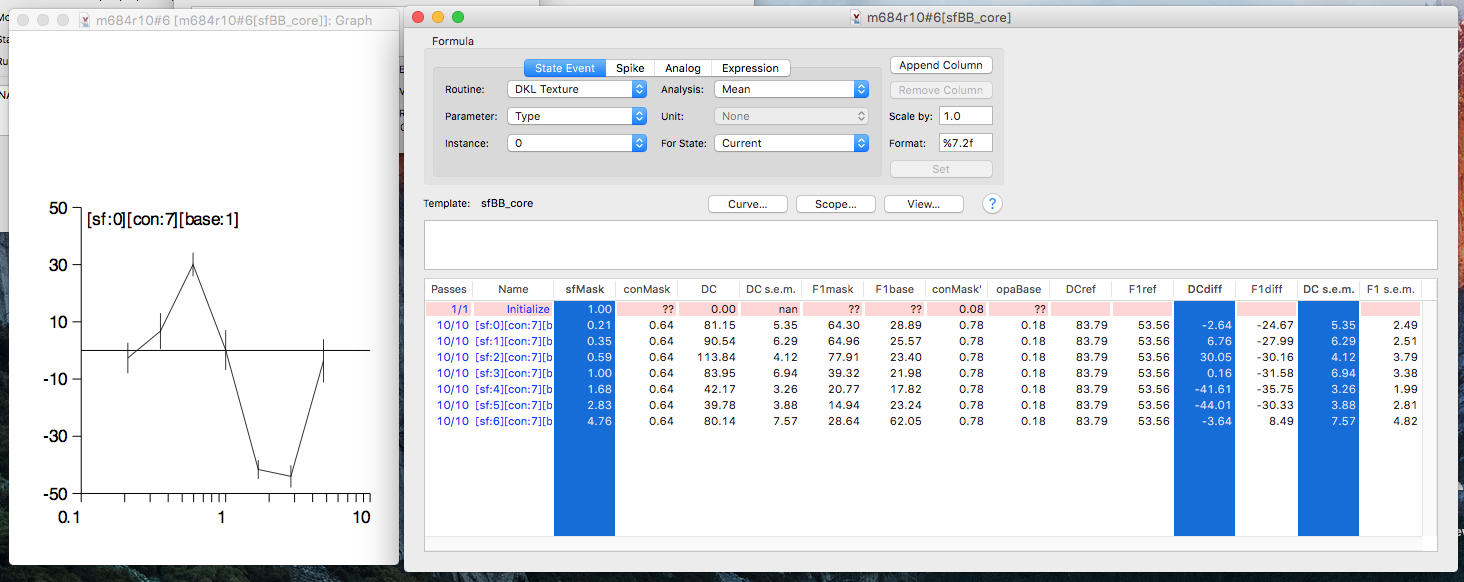 m684r10#6 [m684r10#6[sfBB_core]]: Graph
50
[sf:0][con:7][base:1]
30
10
-10
-30
-50
0.1 1 10
m684r10#6[sfBB_core]
Formula
State Event Spike Analog Expression
Append Column
Routine: DKL Texture Analysis: Mean
Remove Column
Parameter: Type Unit: None
Scale by: 1.0
Instance: 0 For State: Current
Format: %7.2f
Set
Template: sfBB_core Curve... Scope... View... ?
Passes Name sfMask conMask DC DC s.e.m. F1mask F1base conMask' opaBase DCref F1ref DCdiff F1diff DC s.e.m. F1 s.e.m.
1/1 Initialize 1.00 ?? 0.00 nan ?? ?? 0.08 ??
10/10 [sf:0][con:7][b 0.21 0.64 81.15 5.35 64.30 28.89 0.78 0.18 83.79 53.56 -2.64 -24.67 5.35 2.49
10/10 [sf:1][con:7][b 0.35 0.64 90.54 6.29 64.96 25.57 0.78 0.18 83.79 53.56 6.76 -27.99 6.29 2.51
10/10 [sf:2][con:7][b 0.59 0.64 113.84 4.12 77.91 23.40 0.78 0.18 83.79 53.56 30.05 -30.16 4.12 3.79
10/10 [sf:3][con:7][b 1.00 0.64 83.95 6.94 39.32 21.98 0.78 0.18 83.79 53.56 0.16 -31.58 6.94 3.38
10/10 [sf:4][con:7][b 1.68 0.64 42.17 3.26 20.77 17.82 0.78 0.18 83.79 53.56 -41.61 -35.75 3.26 1.99
10/10 [sf:5][con:7][b 2.83 0.64 39.78 3.88 14.94 23.24 0.78 0.18 83.79 53.56 -44.01 -30.33 3.88 2.81
10/10 [sf:6][con:7][b 4.76 0.64 80.14 7.57 28.64 62.05 0.78 0.18 83.79 53.56 -3.64 8.49 7.57 4.82